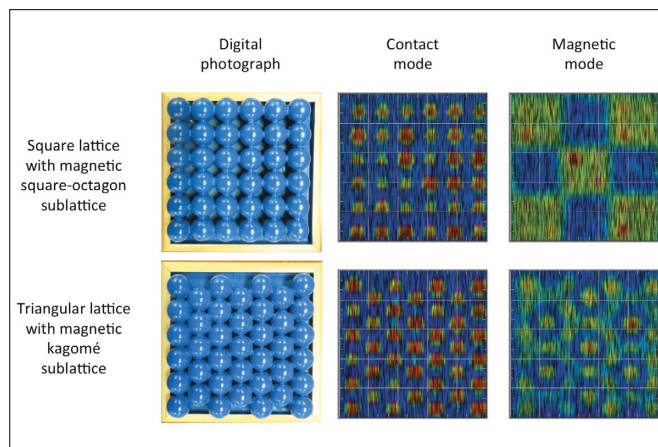 Digital
photograph
Contact
mode
Magnetic
mode
Square lattice
with magnetic
square-octagon
sublattice
Triangular lattice
with magnetic
kagomé
sublattice